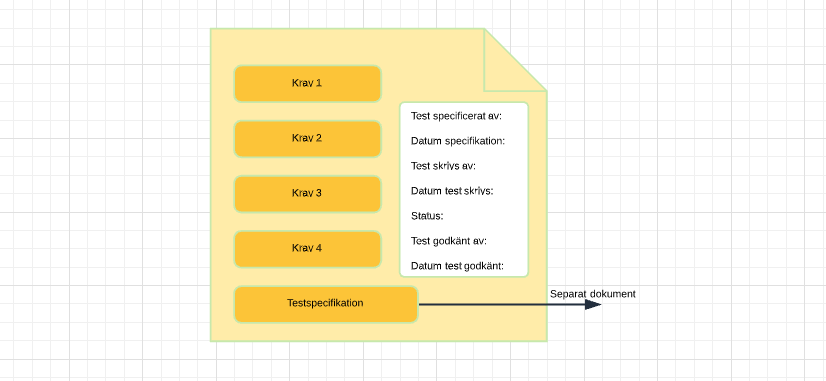 Krav 1
Krav 2
Krav 3
Krav 4
Testspecifikation
Test specificerat av:
Datum specifikation:
Test skrivs av:
Datum test skrivs:
Status:
Test godkänt av:
Datum test godkänt:
Separat dokument